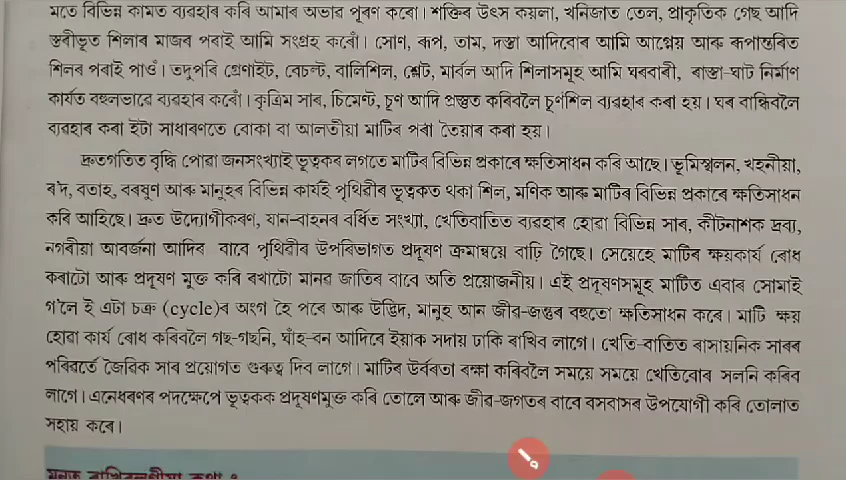 মতে বিভিন্ন কামত ব্যৱহাৰ কৰি আমাৰ অভাৱ পূৰণ কৰো। শক্তিৰ উৎস কয়লা, খনিজাত তেল, প্ৰাকৃতিক গেছ আদি
স্তৰীভূত শিলাৰ মাজৰ পৰাই আমি সংগ্ৰহ কৰোঁ। সোণ, ৰূপ, তাম, দস্তা আদিবোৰ আমি আগ্নেয় আৰু ৰূপান্তৰিত
শিলৰ পৰাই পাওঁ। তদুপৰি গ্ৰেণাইট, বেচল্ট, বালিশিল, শ্লেট, মাৰ্বল আদি শিলাসমূহ আমি ঘৰবাৰী, ৰাস্তা-ঘাট নিৰ্মাণ
কাৰ্যত বহুলভাৱে ব্যৱহাৰ কৰোঁ। কৃত্ৰিম সাৰ, চিমেণ্ট, চূণ আদি প্ৰস্তুত কৰিবলৈ চূণশিল ব্যৱহাৰ কৰা হয়। ঘৰ বান্ধিবলৈ
ব্যৱহাৰ কৰা ইটা সাধাৰণতে বোকা বা আলতীয়া মাটিৰ পৰা তৈয়াৰ কৰা হয়।
দ্ৰুতগতিত বৃদ্ধি পোৱা জনসংখ্যাই ভূত্বকৰ লগতে মাটিৰ বিভিন্ন প্ৰকাৰে ক্ষতিসাধন কৰি আছে। ভূমিস্খলন, খহনীয়া,
ৰ'দ, বতাহ, বৰষুণ আৰু মানুহৰ বিভিন্ন কাৰ্যই পৃথিৱীৰ ভূত্বকত থকা শিল, মণিক আৰু মাটিৰ বিভিন্ন প্ৰকাৰে ক্ষতিসাধন
কৰি আহিছে। দ্ৰুত উদ্যোগীকৰণ, যান-বাহনৰ বৰ্ধিত সংখ্যা, খেতিবাতিত ব্যৱহাৰ হোৱা বিভিন্ন সাৰ, কীটনাশক দ্ৰব্য,
নগৰীয়া আবৰ্জনা আদিৰ বাবে পৃথিৱীৰ উপৰিভাগত প্ৰদূষণ ক্ৰমান্বয়ে বাঢ়ি গৈছে। সেয়েহে মাটিৰ ক্ষয়কাৰ্য ৰোধ
কৰাটো আৰু প্ৰদূষণ মুক্ত কৰি ৰখাটো মানৱ জাতিৰ বাবে অতি প্ৰয়োজনীয়। এই প্ৰদূষণসমূহ মাটিত এবাৰ সোমাই
গ'লে ই এটা চক্ৰ (cycle)ৰ অংগ হৈ পৰে আৰু উদ্ভিদ, মানুহ আন জীৱ-জন্তুৰ বহুতো ক্ষতিসাধন কৰে। মাটি ক্ষয়
হোৱা কাৰ্য ৰোধ কৰিবলৈ গছ-গছনি, ঘাঁহ-বন আদিৰে ইয়াক সদায় ঢাকি ৰাখিব লাগে। খেতি-বাতিত ৰাসায়নিক সাৰৰ
পৰিৱৰ্তে জৈৱিক সাৰ প্ৰয়োগত গুৰুত্ব দিব লাগে। মাটিৰ উৰ্বৰতা ৰক্ষা কৰিবলৈ সময়ে সময়ে খেতিবোৰ সলনি কৰিব
লাগে। এনেধৰণৰ পদক্ষেপে ভূত্বকক প্ৰদূষণমুক্ত কৰি তোলে আৰু জীৱ-জগতৰ বাবে বসবাসৰ উপযোগী কৰি তোলাত
সহায় কৰে।